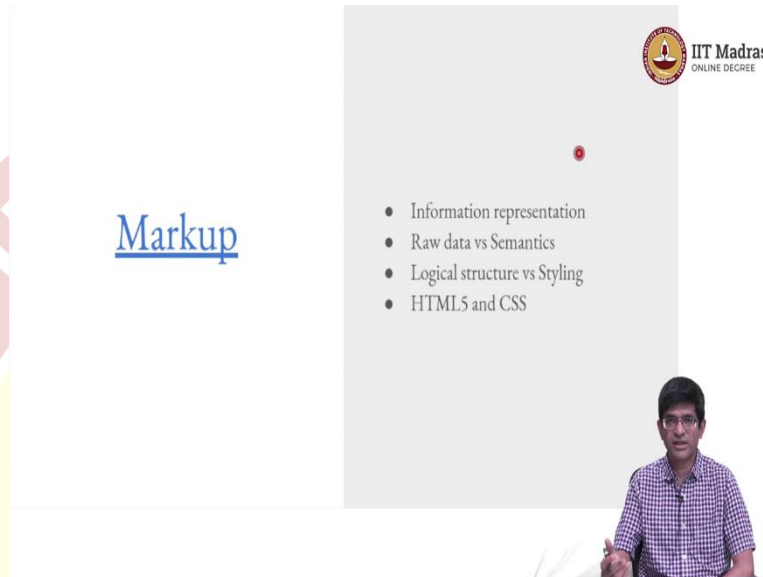 IIT Madras
ONLINE DEGREE
Markup
● Information representation
● Raw data vs Semantics
● Logical structure vs Styling
● HTML5 and CSS